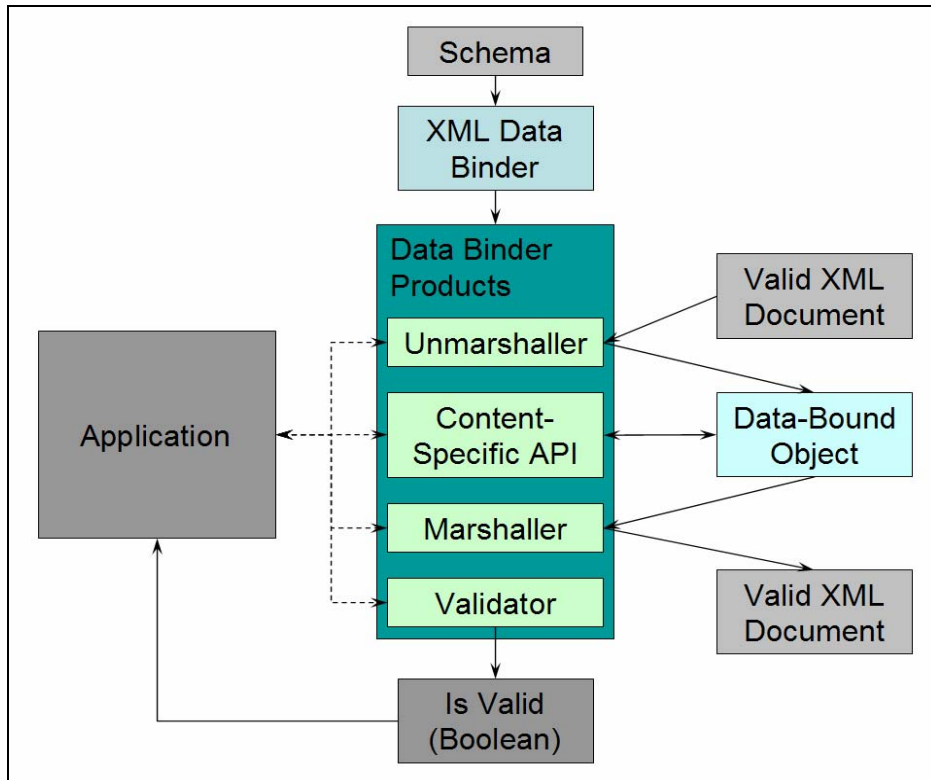 Schema
XML Data
Binder
Data Binder
Products
Unmarshaller
Content-
Specific API
Marshaller
Validator
Application
Valid XML
Document
Data-Bound
Object
Valid XML
Document
Is Valid
(Boolean)